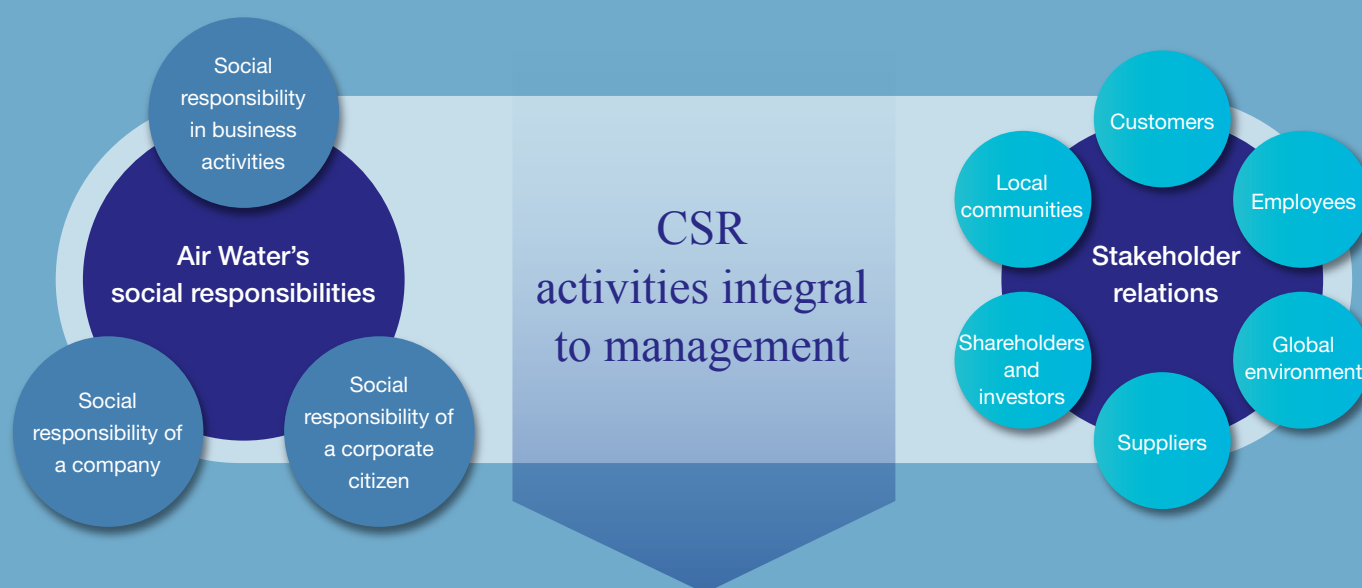 Social
responsibility
in business
activities
Air Water’s
social responsibilities
Social
responsibility of
a company
Social
responsibility of
a corporate
citizen
CSR
activities integral
to management
Customers
Local
communities
Employees
Stakeholder
relations
Shareholders
and
investors
Global
environment
Suppliers